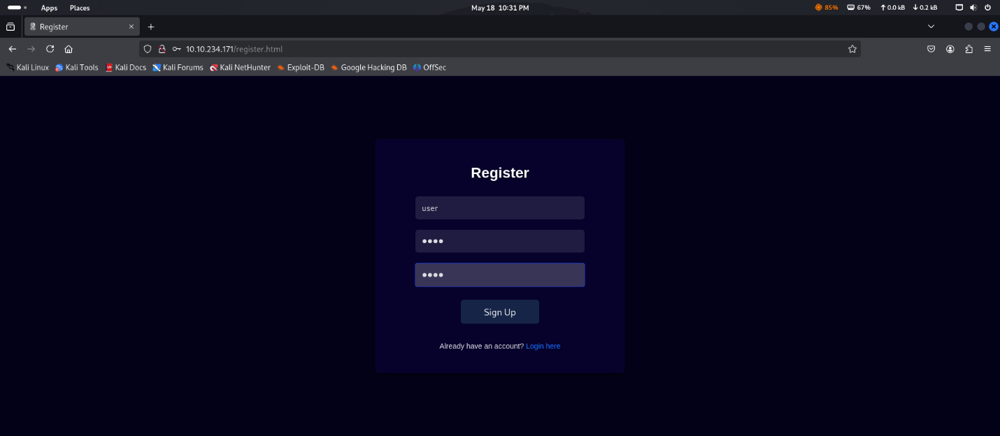 Apps Places May 18 10:31 PM 85% 67% 0.0 kB 0.2 kB
Register
10.10.234.171/register.html
Kali Linux Kali Tools Kali Docs Kali Forums Kali NetHunter Exploit-DB Google Hacking DB OffSec
Register
user
••••
••••
Sign Up
Already have an account? Login here